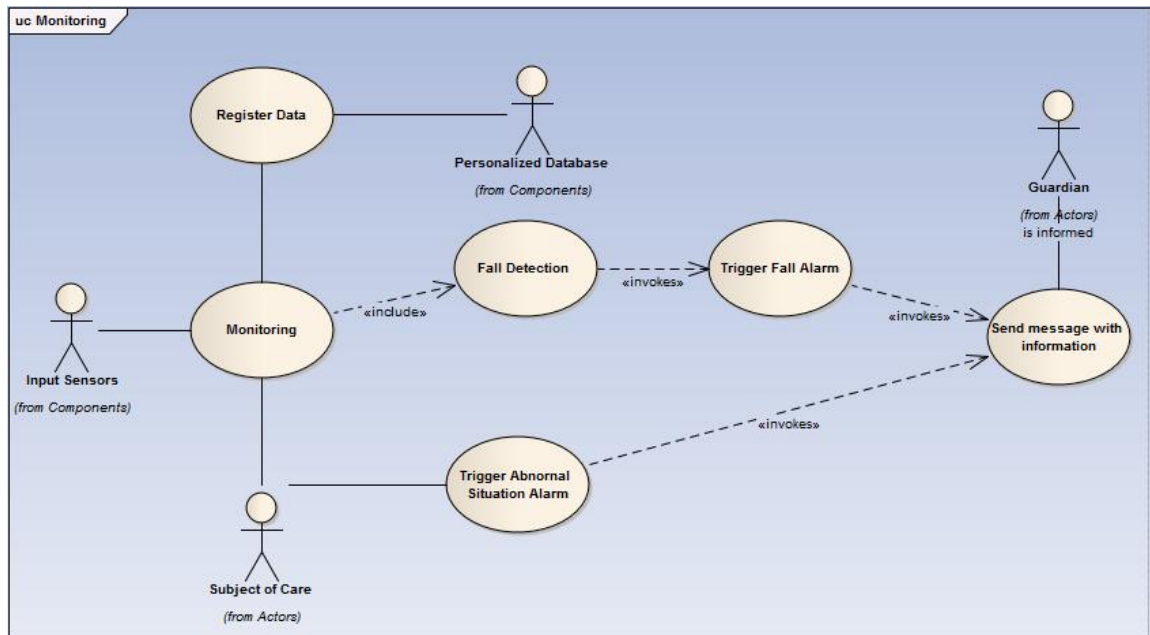 uc Monitoring
Register Data
Personalized Database
(from Components)
Guardian
(from Actors)
is informed
Fall Detection
Trigger Fall Alarm
«invokes»
«include»
«invokes»
Monitoring
Send message with
information
Input Sensors
(from Components)
«invokes»
Trigger Abnornal
Situation Alarm
Subject of Care
(from Actors)